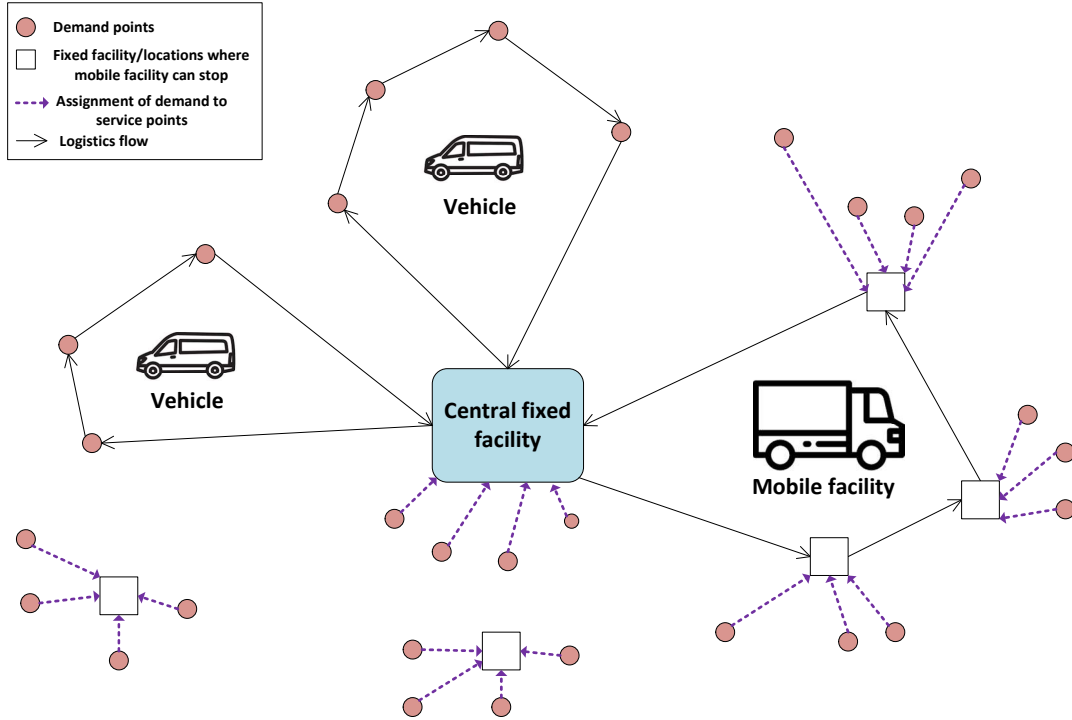 Demand points
Fixed facility/locations where
mobile facility can stop
Assignment of demand to
service points
Logistics flow
Vehicle
Vehicle
Central fixed
facility
Mobile facility